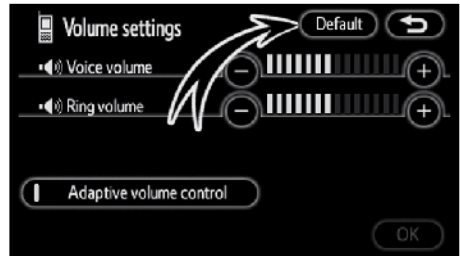 Volume settings Default
Voice volume - +
Ring volume - +
Adaptive volume control
OK